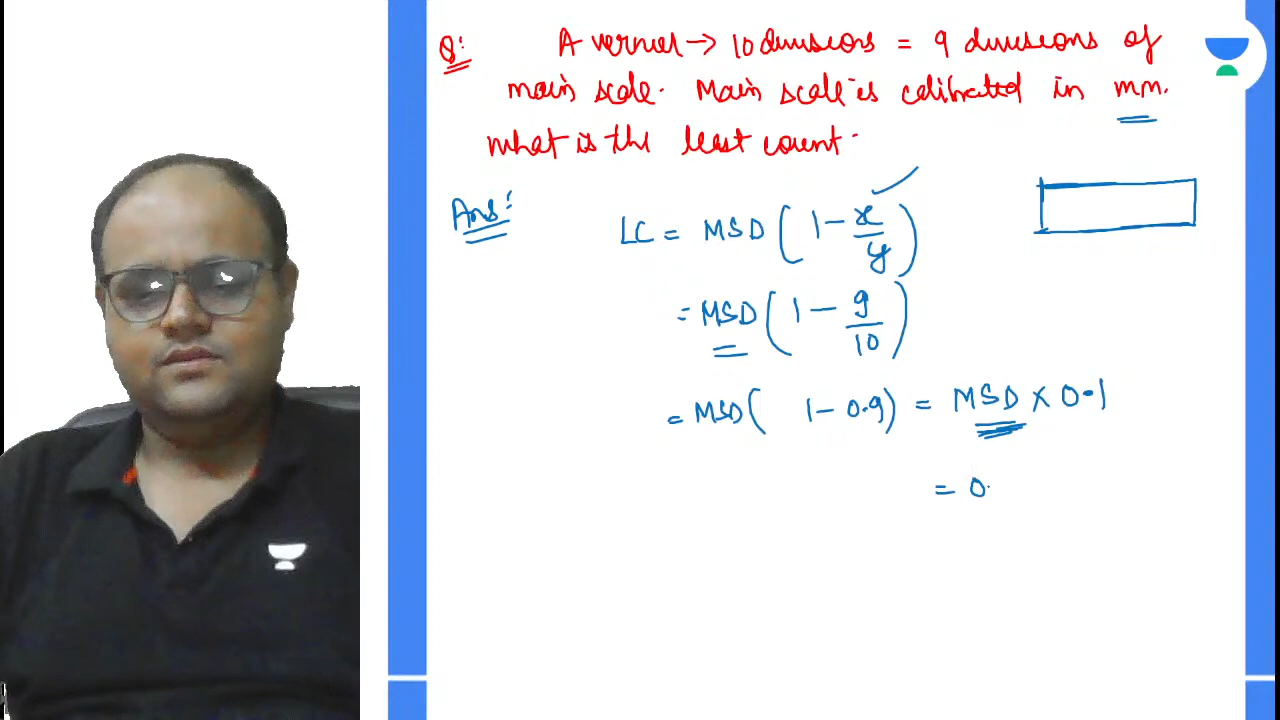 Q: A vernier → 10 divisions = 9 divisions of
main scale. Main scale is calibrated in mm.
What is the least count.
Ans:
LC = MSD ( 1 - x/y )
= MSD ( 1 - 9/10 )
= MSD ( 1 - 0.9 ) = MSD × 0.1
= 0.